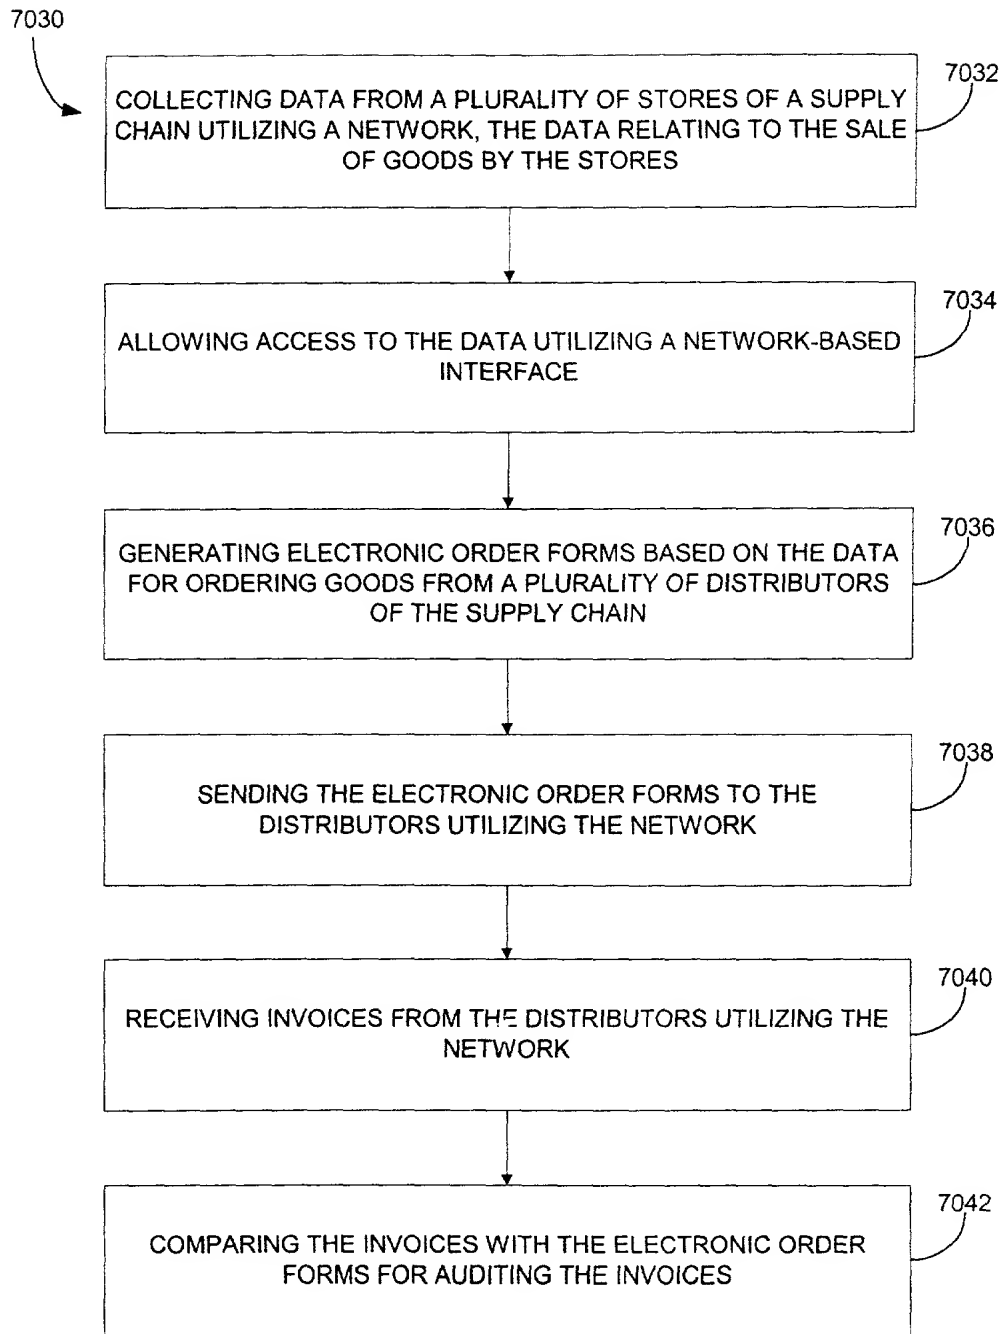 7030
7032
COLLECTING DATA FROM A PLURALITY OF STORES OF A SUPPLY
CHAIN UTILIZING A NETWORK, THE DATA RELATING TO THE SALE
OF GOODS BY THE STORES
7034
ALLOWING ACCESS TO THE DATA UTILIZING A NETWORK-BASED
INTERFACE
7036
GENERATING ELECTRONIC ORDER FORMS BASED ON THE DATA
FOR ORDERING GOODS FROM A PLURALITY OF DISTRIBUTORS
OF THE SUPPLY CHAIN
7038
SENDING THE ELECTRONIC ORDER FORMS TO THE
DISTRIBUTORS UTILIZING THE NETWORK
7040
RECEIVING INVOICES FROM THE DISTRIBUTORS UTILIZING THE
NETWORK
7042
COMPARING THE INVOICES WITH THE ELECTRONIC ORDER
FORMS FOR AUDITING THE INVOICES